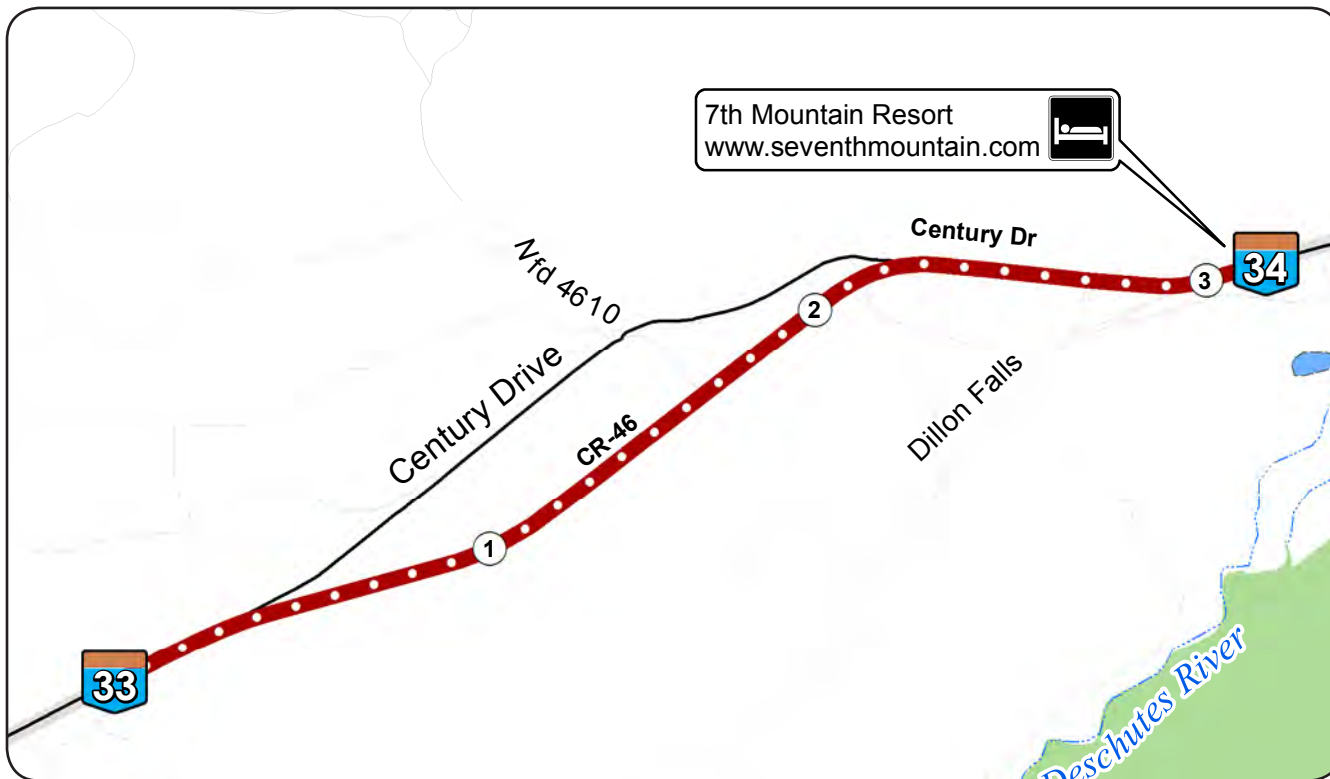 7th Mountain Resort
www.seventhmountain.com
Century Dr
34
3
Nfd 4610
2
Century Drive
CR-46
Dillon Falls
1
33
Deschutes River